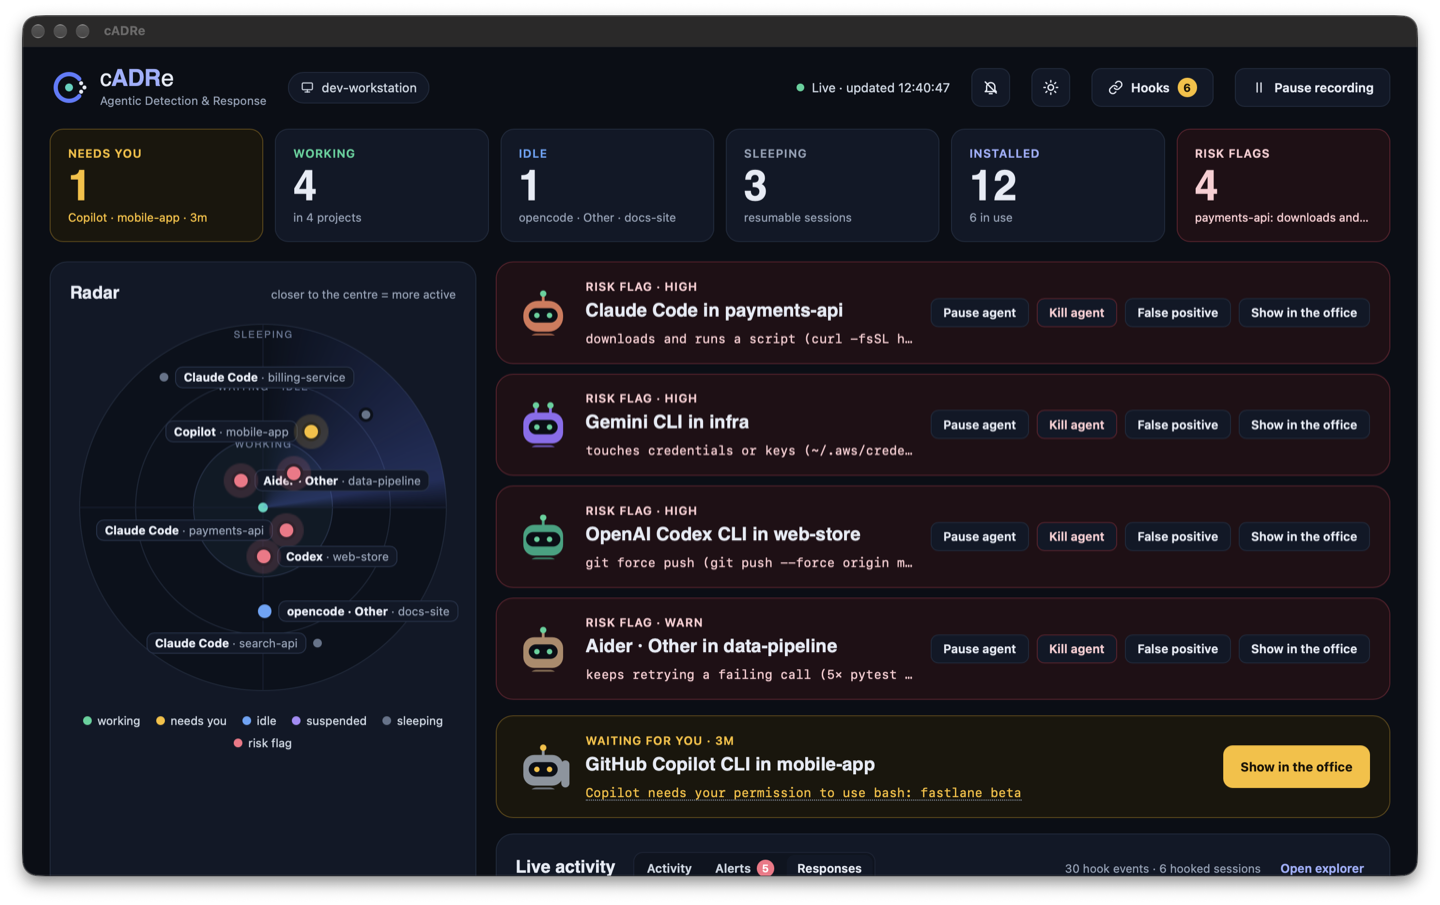 cADRe
cADRe
Agentic Detection & Response
dev-workstation
Live · updated 12:40:47
Hooks 6
Pause recording
NEEDS YOU
1
Copilot · mobile-app · 3m
WORKING
4
in 4 projects
IDLE
1
opencode · Other · docs-site
SLEEPING
3
resumable sessions
INSTALLED
12
6 in use
RISK FLAGS
4
payments-api: downloads and…
Radar
closer to the centre = more active
SLEEPING
Claude Code · billing-service
WAITING · IDLE
Copilot · mobile-app
WORKING
Aider · Other · data-pipeline
Claude Code · payments-api
Codex · web-store
opencode · Other · docs-site
Claude Code · search-api
working
needs you
idle
suspended
sleeping
risk flag
RISK FLAG · HIGH
Claude Code in payments-api
downloads and runs a script (curl -fsSL h…
Pause agent
Kill agent
False positive
Show in the office
RISK FLAG · HIGH
Gemini CLI in infra
touches credentials or keys (~/.aws/crede…
Pause agent
Kill agent
False positive
Show in the office
RISK FLAG · HIGH
OpenAI Codex CLI in web-store
git force push (git push --force origin m…
Pause agent
Kill agent
False positive
Show in the office
RISK FLAG · WARN
Aider · Other in data-pipeline
keeps retrying a failing call (5× pytest …
Pause agent
Kill agent
False positive
Show in the office
WAITING FOR YOU · 3M
GitHub Copilot CLI in mobile-app
Copilot needs your permission to use bash: fastlane beta
Show in the office
Live activity
Activity
Alerts 5
Responses
30 hook events · 6 hooked sessions
Open explorer